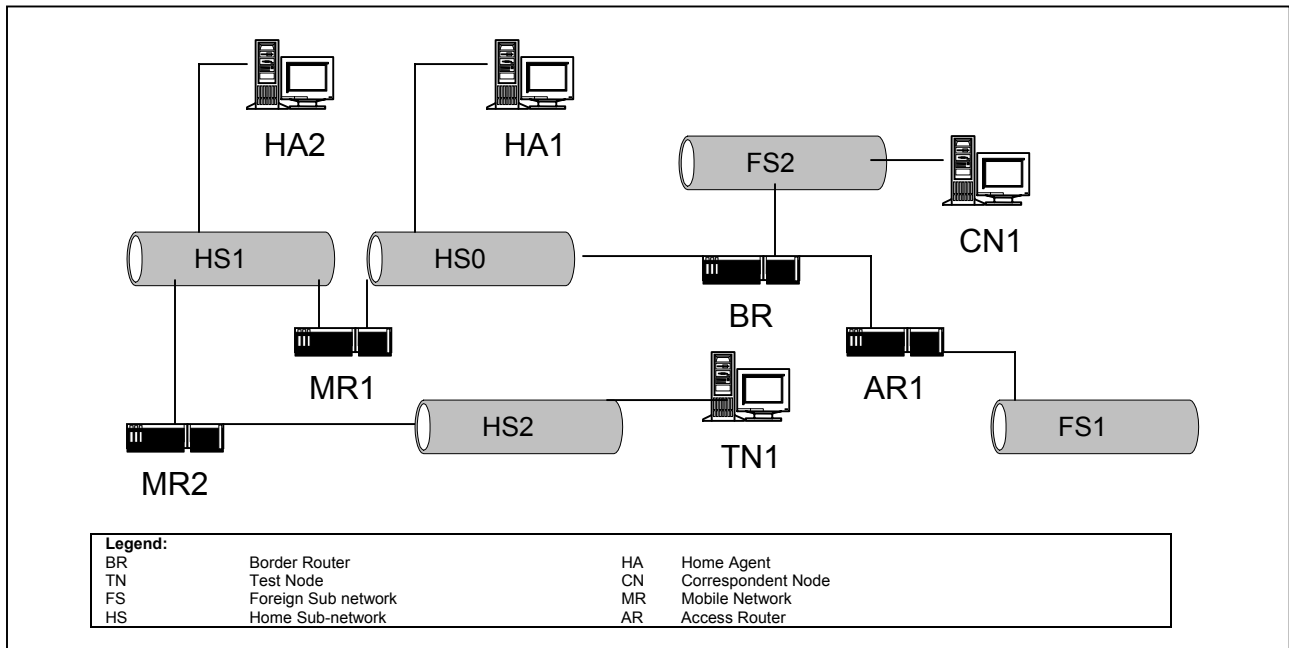 HA2 HA1
FS2
CN1
HS1 HS0
BR
MR1 AR1
HS2 FS1
TN1
MR2
Legend:
BR Border Router HA Home Agent
TN Test Node CN Correspondent Node
FS Foreign Sub network MR Mobile Network
HS Home Sub-network AR Access Router